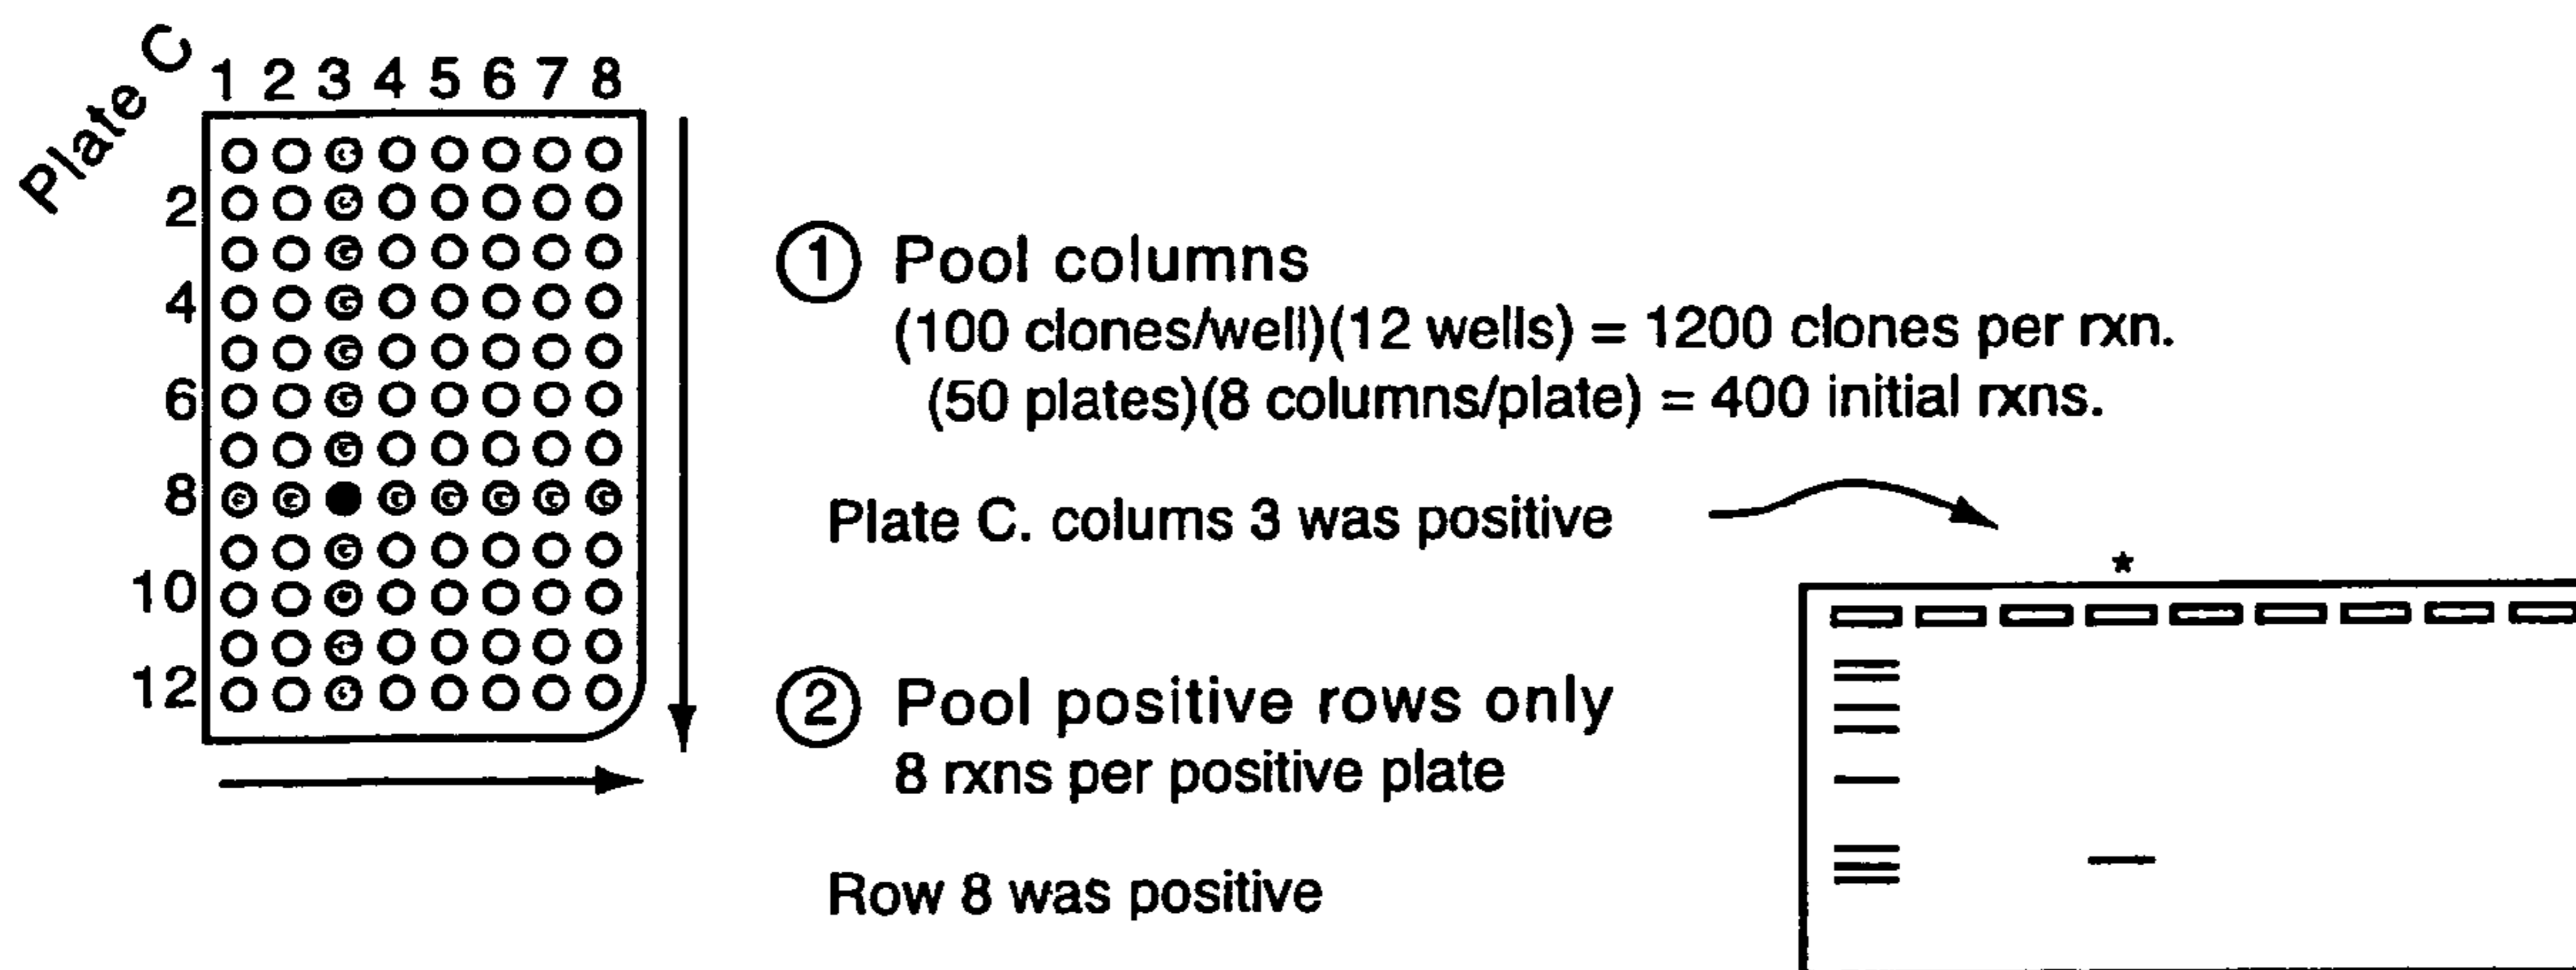 Plate C
1 2 3 4 5 6 7 8
2
4
6
8
10
12
① Pool columns
(100 clones/well)(12 wells) = 1200 clones per rxn.
(50 plates)(8 columns/plate) = 400 initial rxns.
Plate C. colums 3 was positive
*
② Pool positive rows only
8 rxns per positive plate
Row 8 was positive